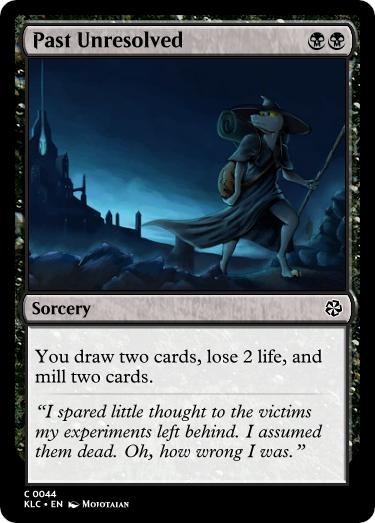 Past Unresolved
Sorcery
You draw two cards, lose 2 life, and
mill two cards.
“I spared little thought to the victims
my experiments left behind. I assumed
them dead. Oh, how wrong I was.”
C 0044
KLC • EN Mojotaian